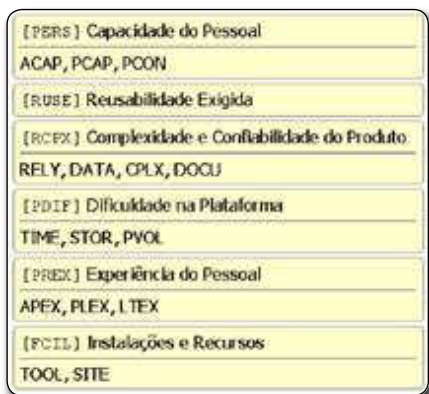 [PERS] Capacidade do Pessoal
ACAP, PCAP, PCON
[RUSE] Reusabilidade Exigida
[RCPX] Complexidade e Confiabilidade do Produto
RELY, DATA, CPLX, DOCU
[PDIF] Dificuldade na Plataforma
TIME, STOR, PVOL
[PREX] Experiência do Pessoal
APEX, PLEX, LTEX
[FCIL] Instalações e Recursos
TOOL, SITE